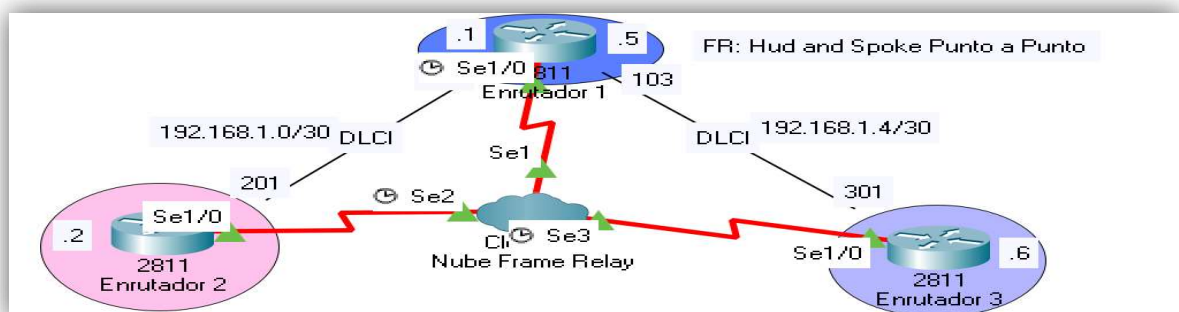 .1
.5
FR: Hud and Spoke Punto a Punto
Se1/0
811
103
Enrutador 1
192.168.1.0/30
DLCI
DLCI
192.168.1.4/30
Se1
201
301
Se2
.2
Se1/0
Se3
Nube Frame Relay
Se1/0
.6
2811
Enrutador 2
2811
Enrutador 3